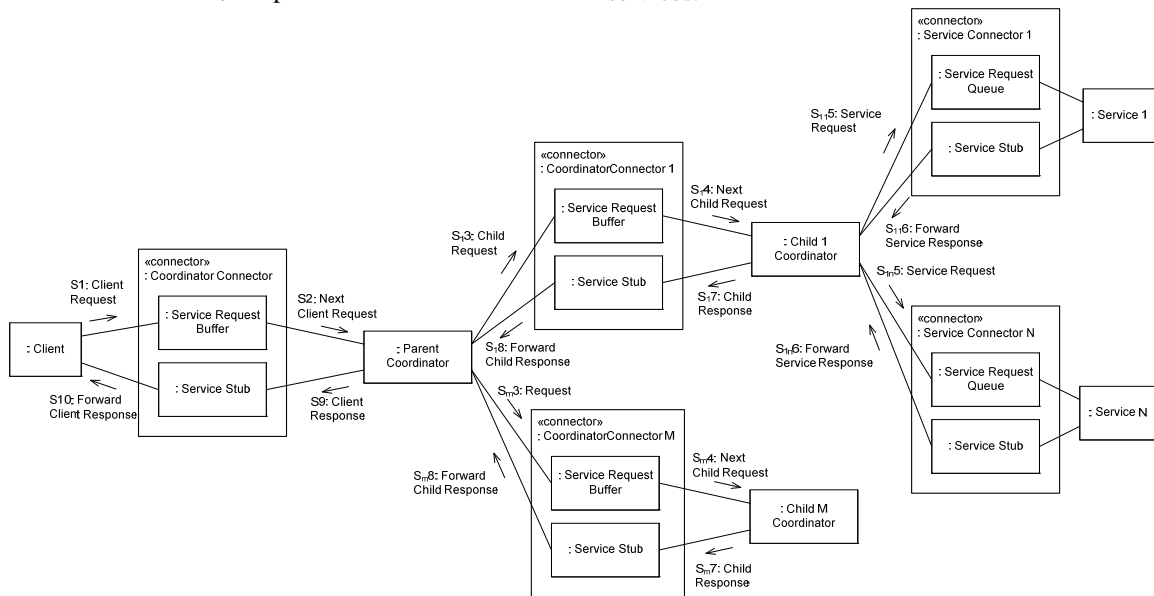 services.
«connector»
: Service Connector 1
: Service Request
Queue
: Service Stub
: Service 1
S₁₁5: Service
Request
S₁₁6: Forward
Service Response
«connector»
: CoordinatorConnector 1
: Service Request
Buffer
: Service Stub
S₁3: Child
Request
S₁4: Next
Child Request
: Child 1
Coordinator
S₁7: Child
Response
S₁8: Forward
Child Response
«connector»
: Coordinator Connector
: Service Request
Buffer
: Service Stub
S1: Client
Request
S2: Next
Client Request
: Client
: Parent
Coordinator
S10: Forward
Client Response
S9: Client
Response
S₁ₙ5: Service Request
S₁ₙ6: Forward
Service Response
«connector»
: Service Connector N
: Service Request
Queue
: Service Stub
: Service N
Sₘ3: Request
«connector»
: CoordinatorConnector M
: Service Request
Buffer
: Service Stub
Sₘ8: Forward
Child Response
Sₘ4: Next
Child Request
: Child M
Coordinator
Sₘ7: Child
Response